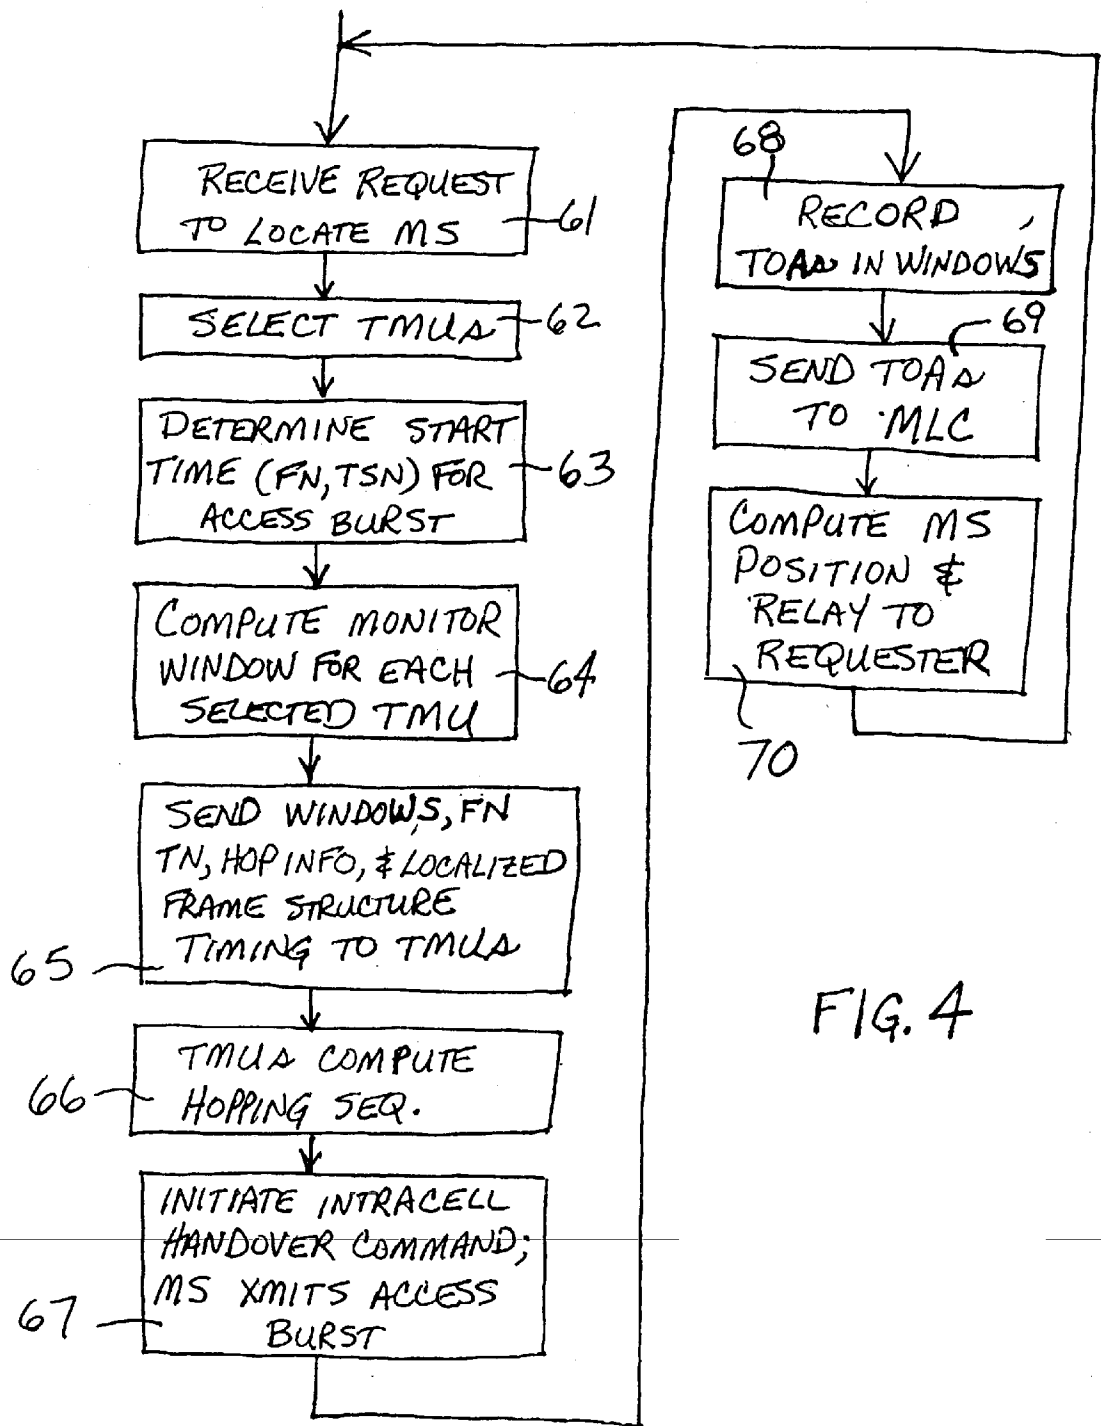 RECEIVE REQUEST
TO LOCATE MS
61
SELECT TMUs
62
DETERMINE START
TIME (FN, TSN) FOR
ACCESS BURST
63
COMPUTE MONITOR
WINDOW FOR EACH
SELECTED TMU
64
SEND WINDOWS, FN
TN, HOP INFO, & LOCALIZED
FRAME STRUCTURE
TIMING TO TMUs
65
TMUs COMPUTE
HOPPING SEQ.
66
INITIATE INTRACELL
HANDOVER COMMAND;
MS XMITS ACCESS
BURST
67
68
RECORD
TOAs IN WINDOWS
69
SEND TOAs
TO MLC
COMPUTE MS
POSITION &
RELAY TO
REQUESTER
70
FIG. 4